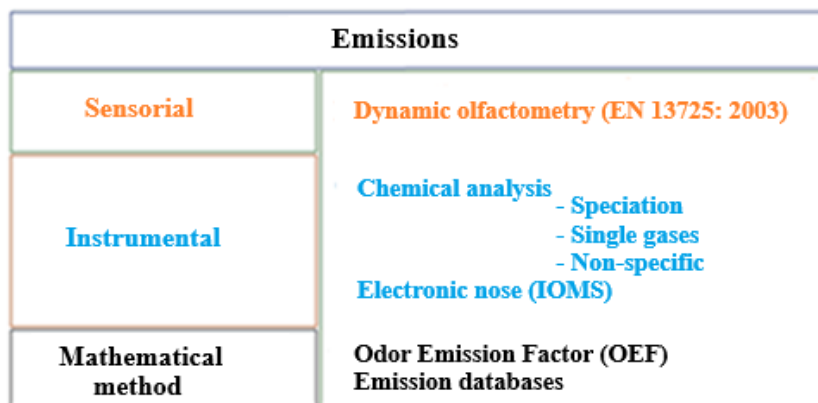 Emissions
Sensorial
Dynamic olfactometry (EN 13725: 2003)
Instrumental
Chemical analysis
- Speciation
- Single gases
- Non-specific
Electronic nose (IOMS)
Mathematical
method
Odor Emission Factor (OEF)
Emission databases